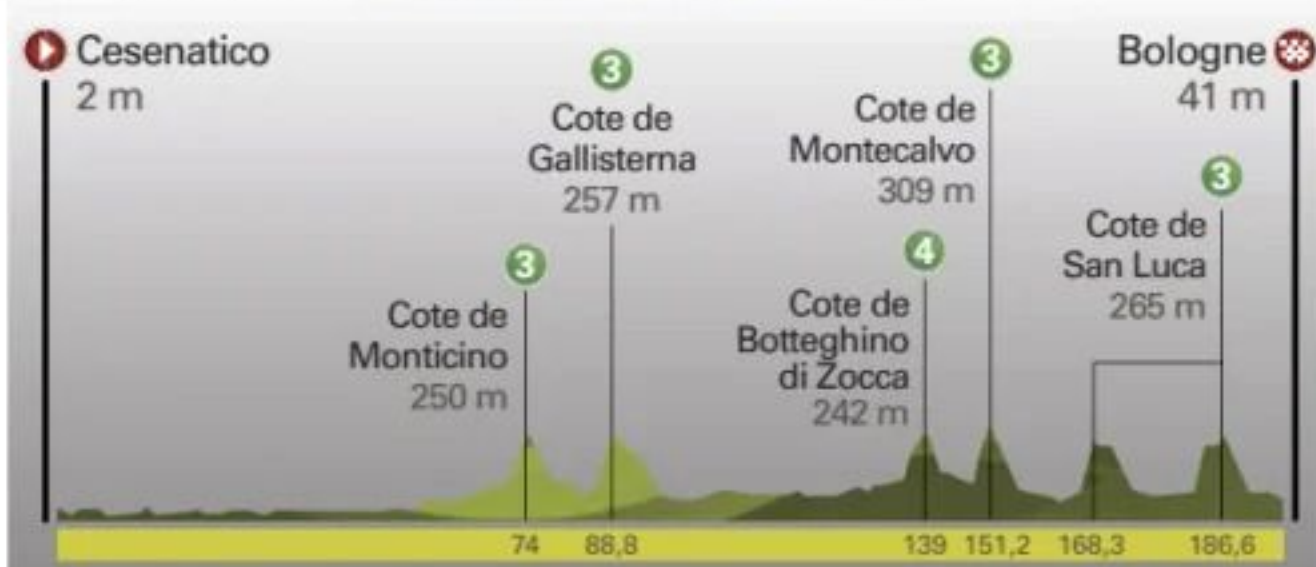 Cesenatico
2 m
3
Cote de
Gallisterna
257 m
3
Cote de
Monticino
250 m
3
Cote de
Montecalvo
309 m
4
Cote de
Botteghino
di Zocca
242 m
Bologne
41 m
3
Cote de
San Luca
265 m
74 88,8 139 151,2 168,3 186,6